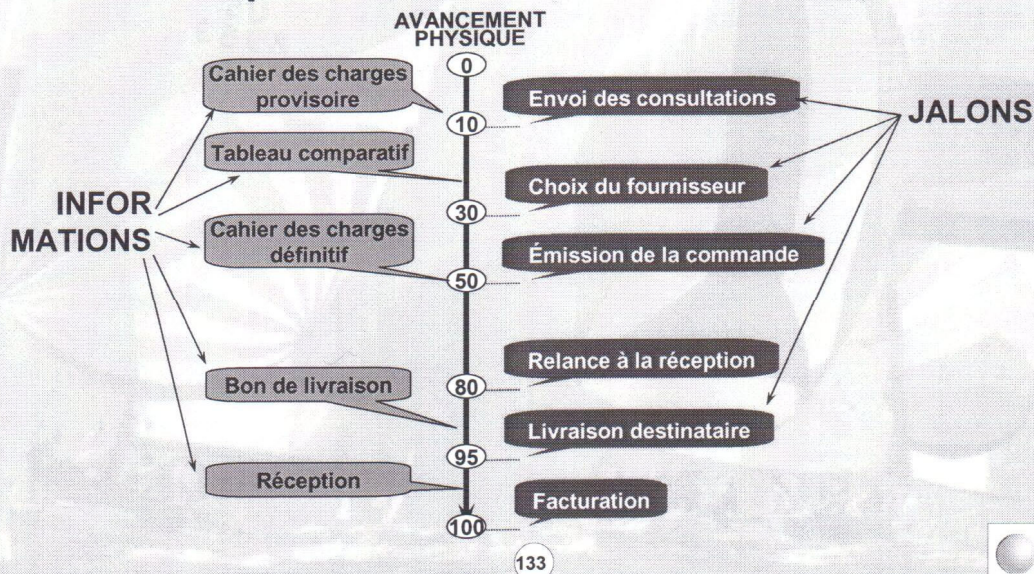 AVANCEMENT
PHYSIQUE
0
Cahier des charges
provisoire
Envoi des consultations
10
JALONS
Tableau comparatif
Choix du fournisseur
30
INFOR
MATIONS
Cahier des charges
définitif
Émission de la commande
50
Relance à la réception
80
Bon de livraison
Livraison destinataire
95
Réception
Facturation
100
133